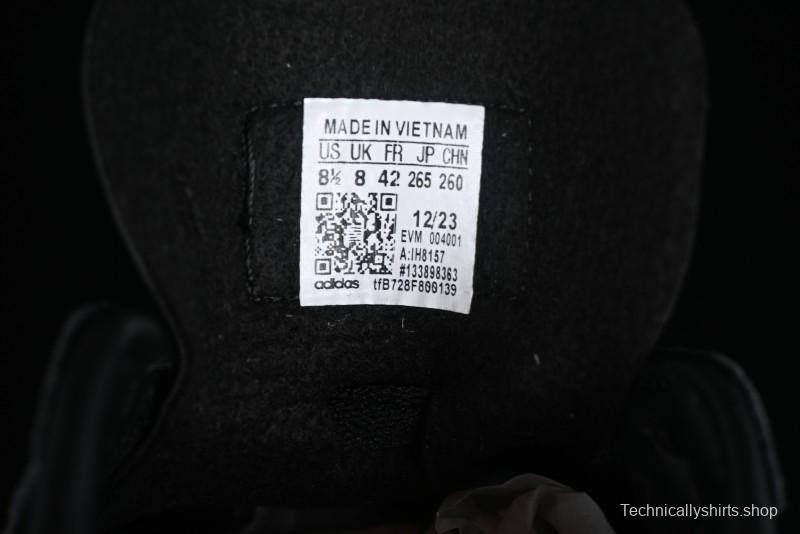 MADE IN VIETNAM
US UK FR JP CHN
8½ 8 42 265 260
12/23
EVM 004001
A:IH8157
#133898363
adidas tfB728F800139
Technicallyshirts.shop